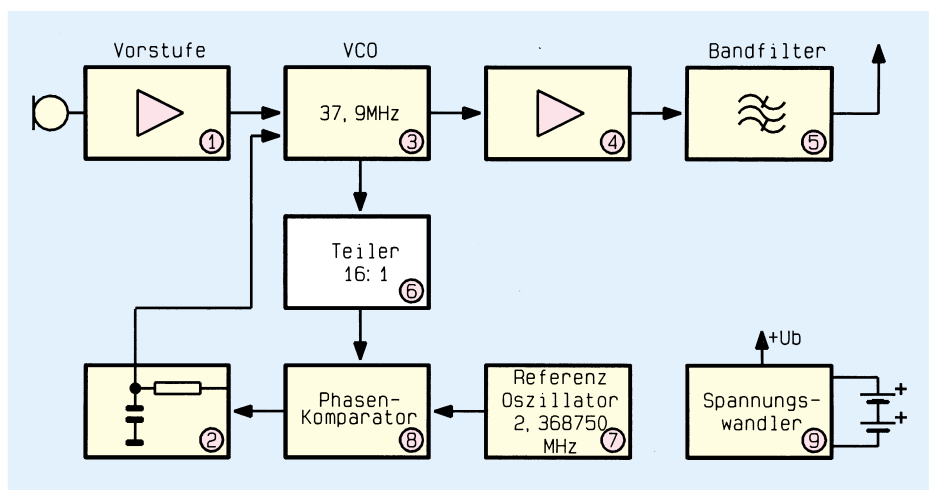 Vorstufe
VCO
Bandfilter
37, 9MHz
1
3
4
5
Teiler
16: 1
6
+Ub
Phasen-
Komparator
Referenz
Oszillator
2, 368750
MHz
Spannungs-
wandler
+
+
2
8
7
9